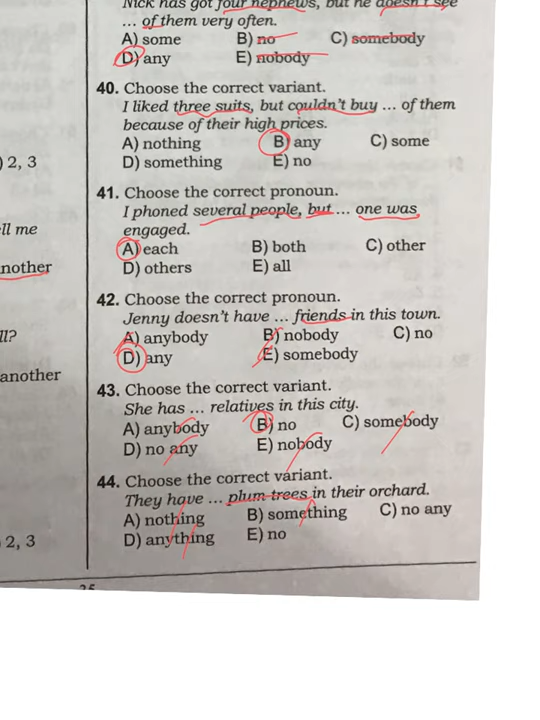 Nick has got four nephews, but he doesn't see
... of them very often.
A) some B) no C) somebody
D) any E) nobody
40. Choose the correct variant.
I liked three suits, but couldn't buy ... of them
because of their high prices.
A) nothing B) any C) some
D) something E) no
41. Choose the correct pronoun.
I phoned several people, but ... one was
engaged.
A) each B) both C) other
D) others E) all
42. Choose the correct pronoun.
Jenny doesn't have ... friends in this town.
A) anybody B) nobody C) no
D) any E) somebody
43. Choose the correct variant.
She has ... relatives in this city.
A) anybody B) no C) somebody
D) no any E) nobody
44. Choose the correct variant.
They have ... plum-trees in their orchard.
A) nothing B) something C) no any
D) anything E) no
) 2, 3
ll me
nother
ll?
another
2, 3